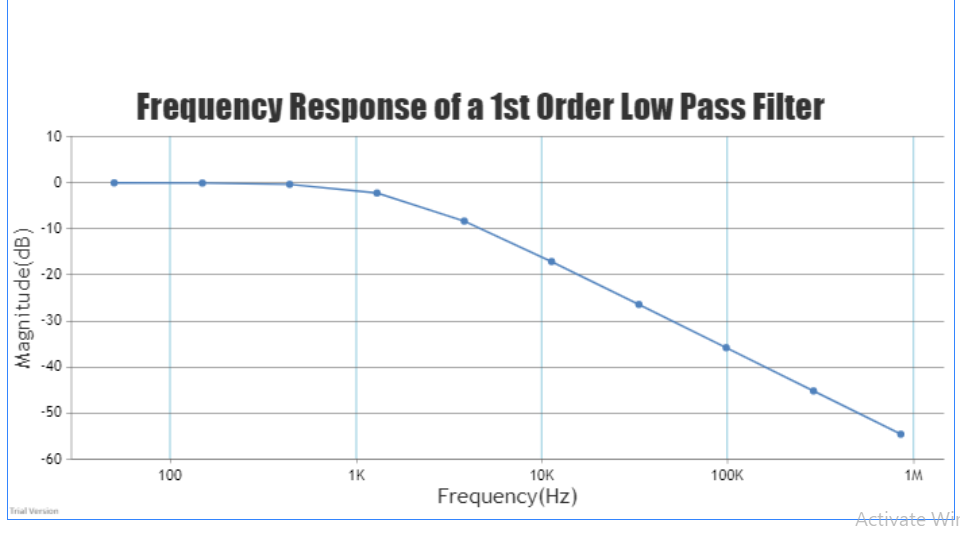 Frequency Response of a 1st Order Low Pass Filter
10
0
-10
-20
-30
-40
-50
-60
Magnitude(dB)
100 1K 10K 100K 1M
Frequency(Hz)
Trial Version
Activate Wi